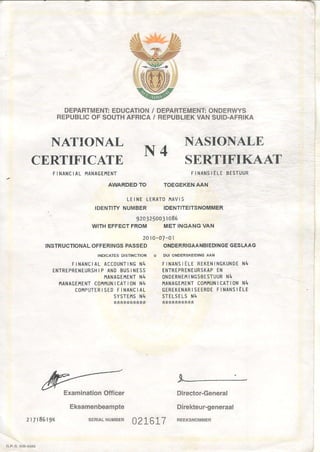 DEPARTMENT: EDUCATION / DEPARTEMENT: ONDERWYS
REPUBLIC OF SOUTH AFRICA / REPUBLIEK VAN SUID-AFRIKA
NATIONAL CERTIFICATE N 4 NASIONALE SERTIFIKAAT
FINANCIAL MANAGEMENT FINANSIËLE BESTUUR
AWARDED TO TOEGEKEN AAN
LEINE LERATO MAVIS
IDENTITY NUMBER IDENTITEITSNOMMER
9203250031086
WITH EFFECT FROM MET INGANG VAN
2010-07-01
INSTRUCTIONAL OFFERINGS PASSED ONDERRIGAANBIEDINGE GESLAAG
INDICATES DISTINCTION D DUI ONDERSKEIDING AAN
FINANCIAL ACCOUNTING N4 FINANSIËLE REKENINGKUNDE N4
ENTREPRENEURSHIP AND BUSINESS ENTREPRENEURSKAP EN
MANAGEMENT N4 ONDERNEMINGSBESTUUR N4
MANAGEMENT COMMUNICATION N4 MANAGEMENT COMMUNICATION N4
COMPUTERISED FINANCIAL GEREKENARISEERDE FINANSIËLE
SYSTEMS N4 STELSELS N4
Examination Officer Director-General
Eksamenbeampte Direkteur-generaal
217186196 SERIAL NUMBER 021617 REEKSNOMMER